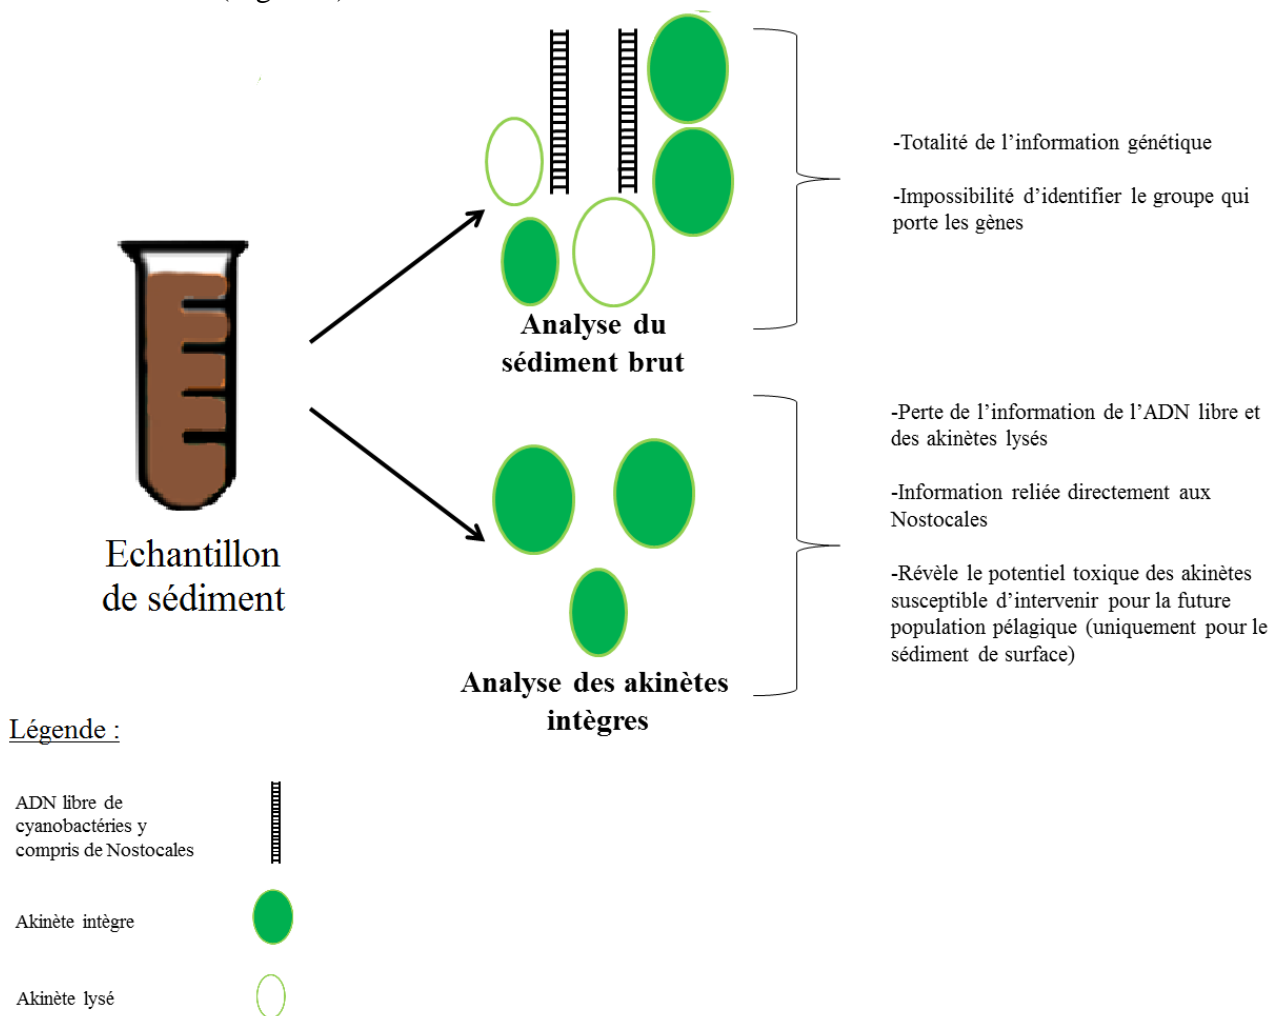 -Totalité de l'information génétique
-Impossibilité d'identifier le groupe qui
porte les gènes
Analyse du
sédiment brut
-Perte de l'information de l'ADN libre et
des akinètes lysés
-Information reliée directement aux
Nostocales
-Révèle le potentiel toxique des akinètes
susceptible d'intervenir pour la future
population pélagique (uniquement pour le
sédiment de surface)
Echantillon
de sédiment
Analyse des akinètes
intègres
Légende :
ADN libre de
cyanobactéries y
compris de Nostocales
Akinète intègre
Akinète lysé